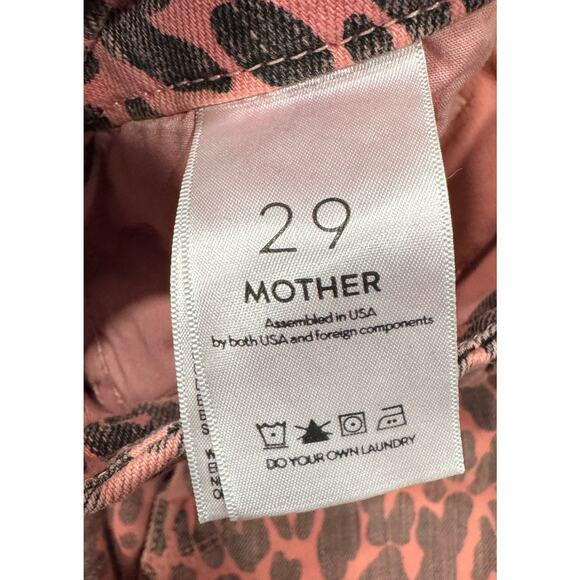 29
MOTHER
Assembled in USA
by both USA and foreign components
DO YOUR OWN LAUNDRY